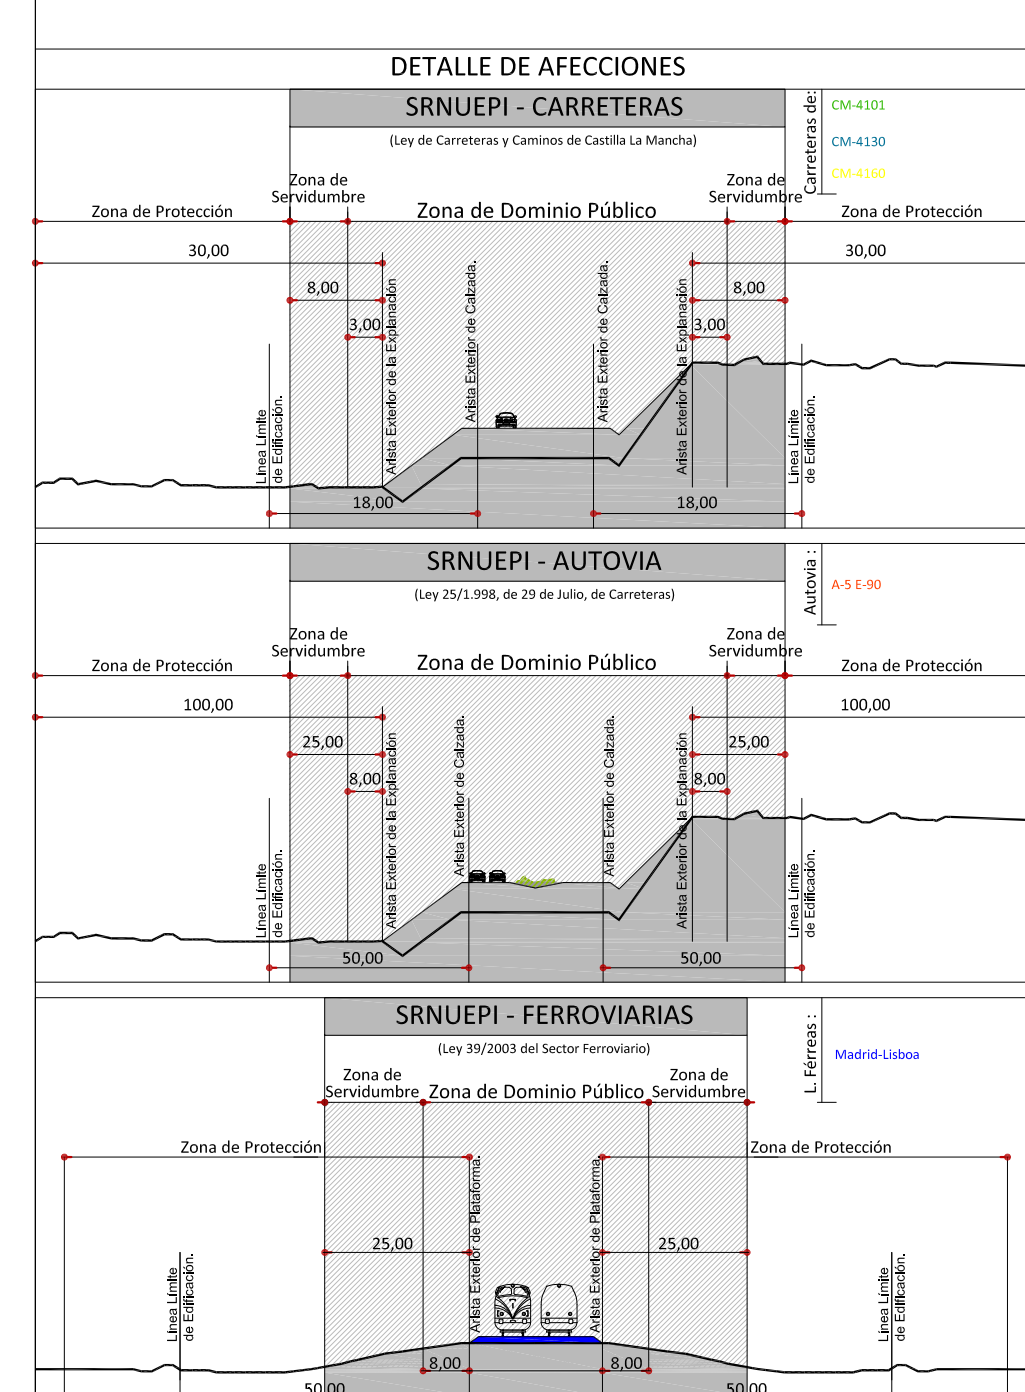 DETALLE DE AFECCIONES
SRNUEPI - CARRETERAS
(Ley de Carreteras y Caminos de Castilla La Mancha)
Carreteras de:
CM-4101
CM-4130
CM-4160
Zona de Protección
Zona de
Servidumbre
Zona de Dominio Público
Zona de
Servidumbre
Zona de Protección
30,00
30,00
8,00
8,00
3,00
3,00
Línea Límite
de Edificación.
Arista Exterior de la Explanación
Arista Exterior de Calzada.
Arista Exterior de Calzada.
Arista Exterior de la Explanación
Línea Límite
de Edificación.
18,00
18,00
SRNUEPI - AUTOVIA
(Ley 25/1.998, de 29 de Julio, de Carreteras)
Autovia :
A-5 E-90
Zona de Protección
Zona de
Servidumbre
Zona de Dominio Público
Zona de
Servidumbre
Zona de Protección
100,00
100,00
25,00
25,00
8,00
8,00
Línea Límite
de Edificación.
Arista Exterior de la Explanación
Arista Exterior de Calzada.
Arista Exterior de Calzada.
Arista Exterior de la Explanación
Línea Límite
de Edificación.
50,00
50,00
SRNUEPI - FERROVIARIAS
(Ley 39/2003 del Sector Ferroviario)
L. Férreas :
Madrid-Lisboa
Zona de
Servidumbre
Zona de Dominio Público
Zona de
Servidumbre
Zona de Protección
Zona de Protección
25,00
25,00
Línea Límite
de Edificación.
Arista Exterior de Plataforma.
Arista Exterior de Plataforma.
Línea Límite
de Edificación.
8,00
8,00
50,00
50,00